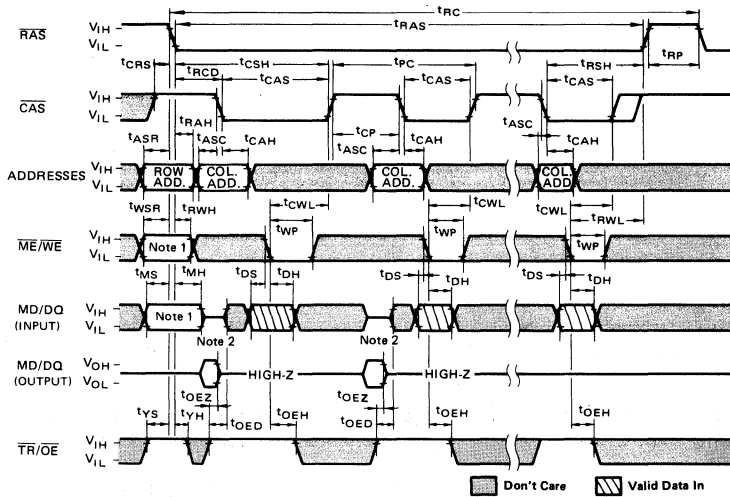 tRC
tRAS
RAS VIH
VIL
tCRS tRCD tCSH tPC tRSH tRP
tCAS tCAS tCAS
CAS VIH
VIL
tRAH tCP tASC
tASR tASC tCAH tASC tCAH tCAH
ADDRESSES VIH
VIL
ROW ADD. COL. ADD. COL. ADD. COL. ADD.
tCWL tCWL tCWL
tWSR tRWH tWP tWP tRWL
tWP
ME/WE VIH
VIL
Note 1
tMS tMH tDS tDH tDS tDH tDS tDH
MD/DQ (INPUT) VIH
VIL
Note 1
Note 2 Note 2
MD/DQ (OUTPUT) VOH
VOL
HIGH-Z HIGH-Z
tOEZ tOEZ
tYS tYH tOED tOEH tOED tOEH tOEH
TR/OE VIH
VIL
Don't Care Valid Data In